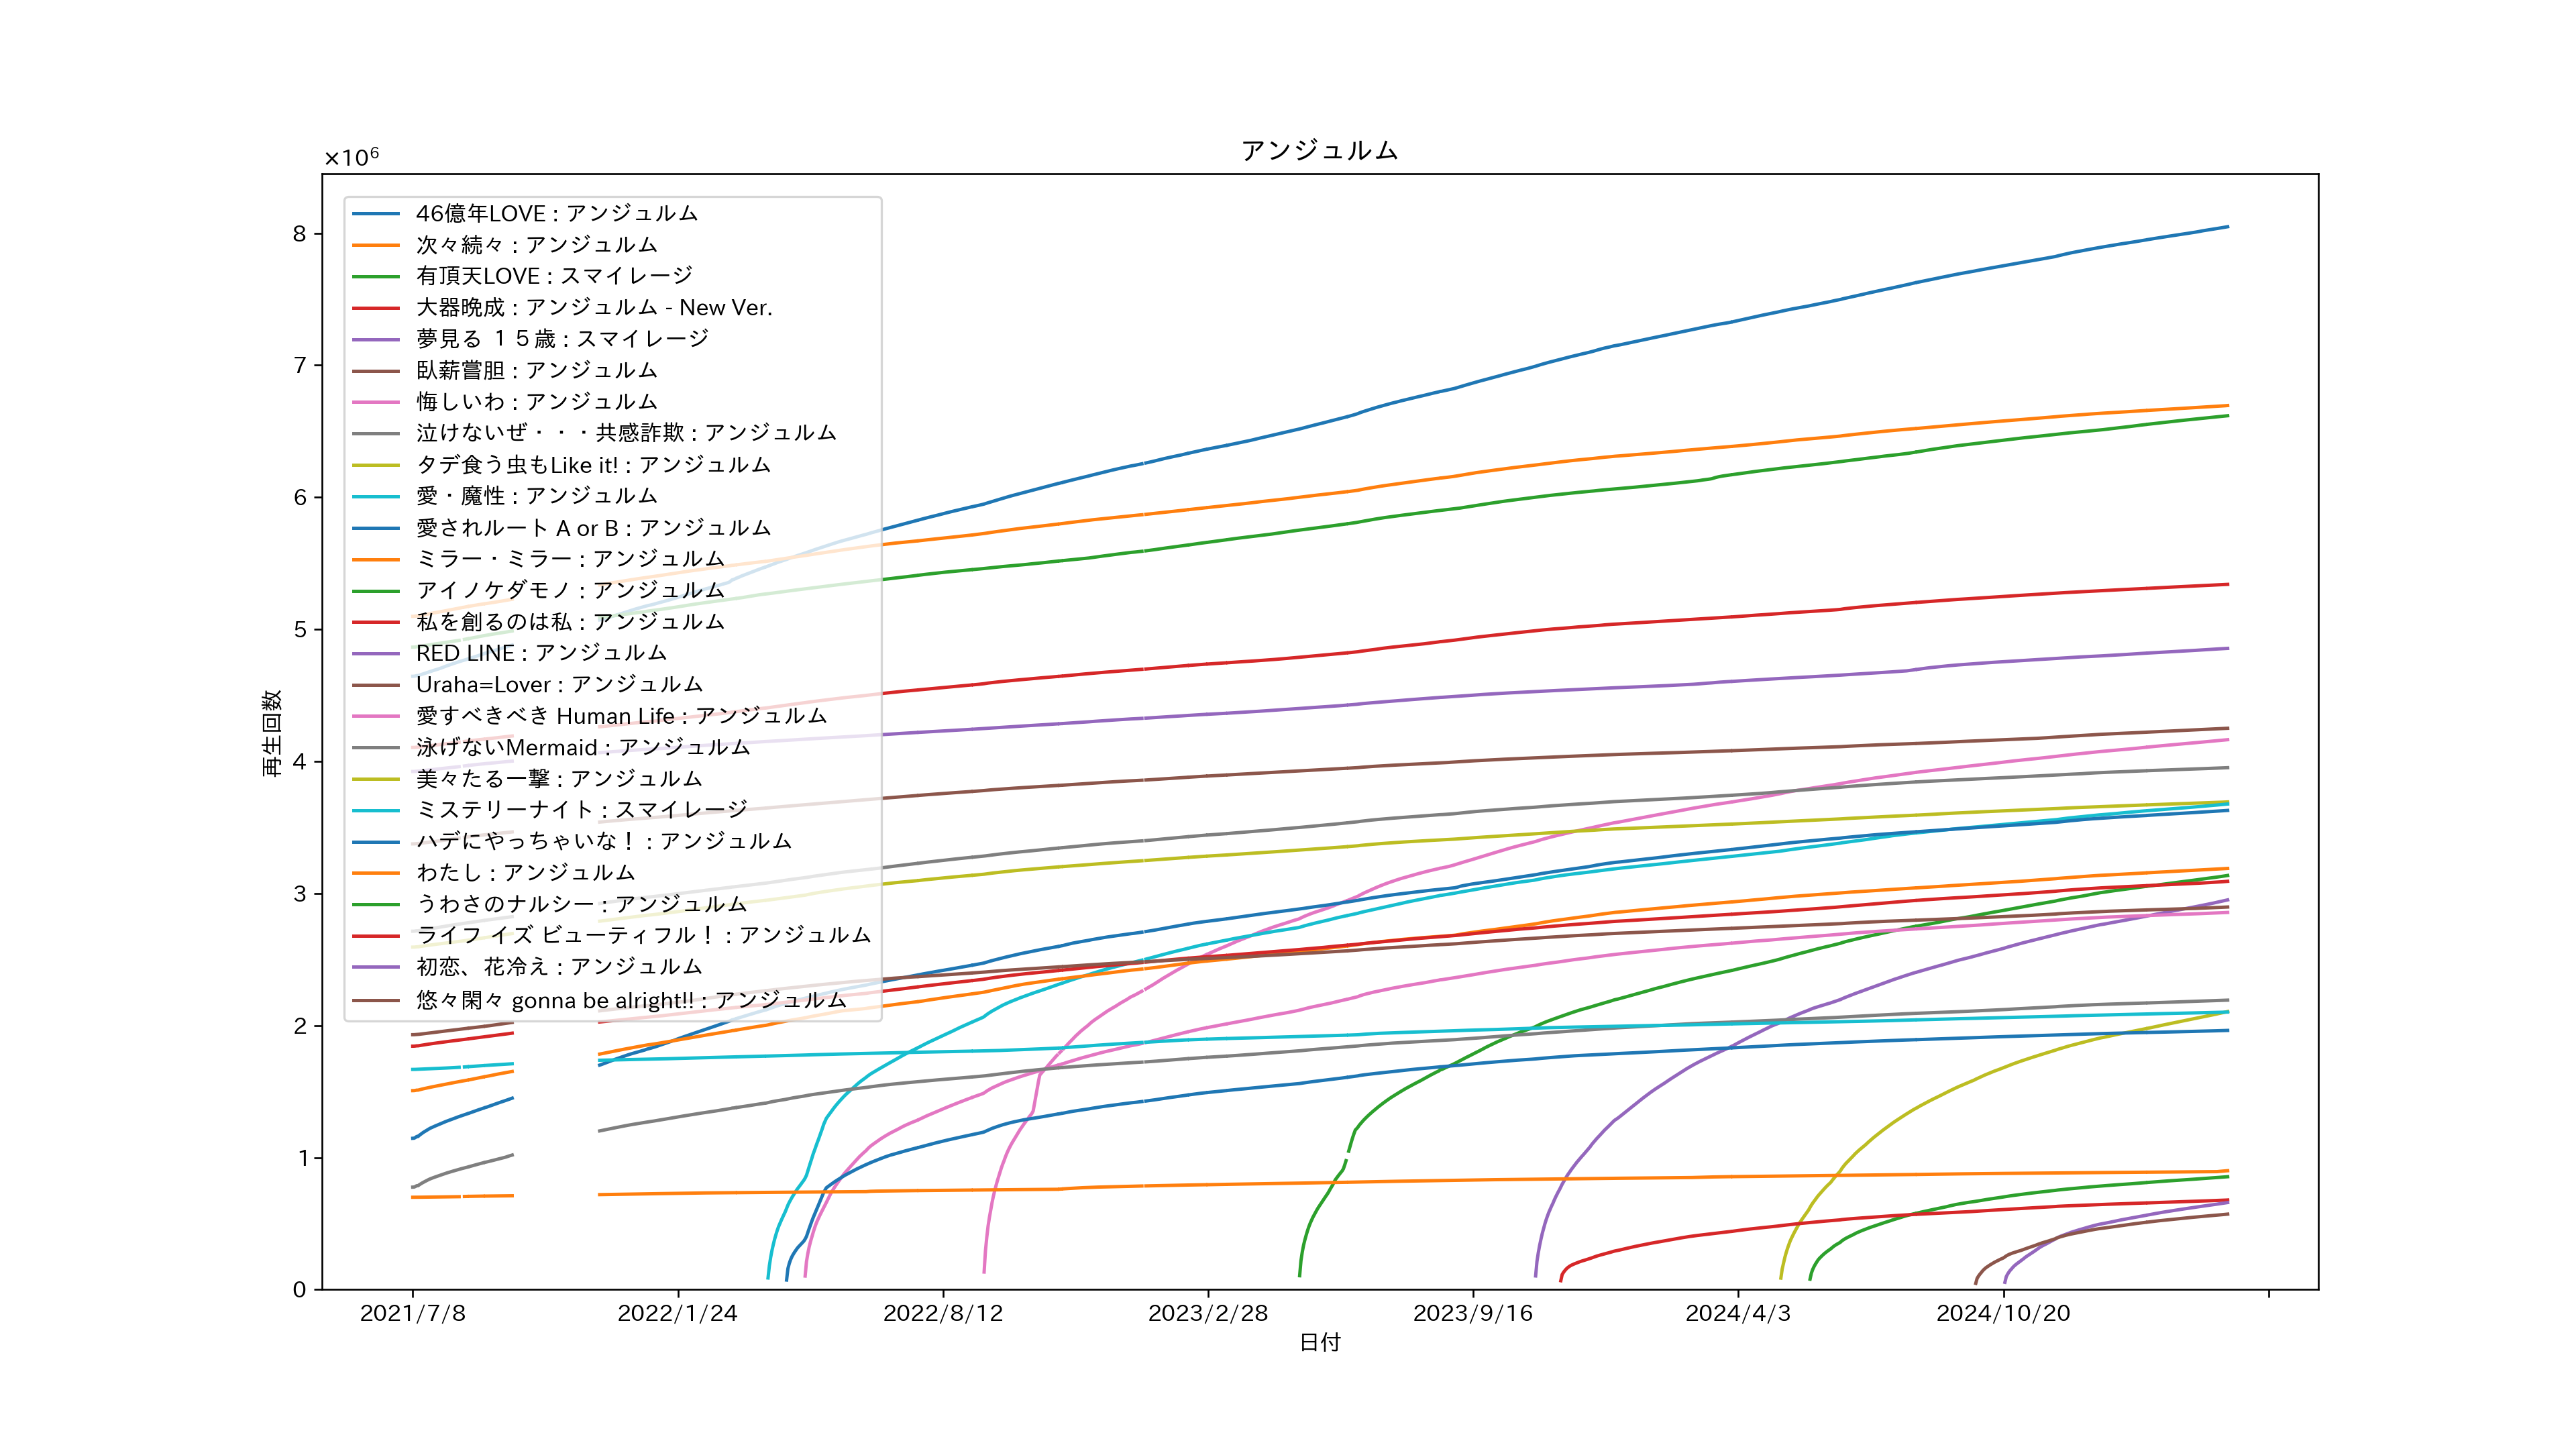 アンジュルム
×10⁶
46億年LOVE : アンジュルム
次々続々 : アンジュルム
有頂天LOVE : スマイレージ
大器晩成 : アンジュルム - New Ver.
夢見る １５歳 : スマイレージ
臥薪嘗胆 : アンジュルム
悔しいわ : アンジュルム
泣けないぜ・・・共感詐欺 : アンジュルム
タデ食う虫もLike it! : アンジュルム
愛・魔性 : アンジュルム
愛されルート A or B : アンジュルム
ミラー・ミラー : アンジュルム
アイノケダモノ : アンジュルム
私を創るのは私 : アンジュルム
RED LINE : アンジュルム
Uraha=Lover : アンジュルム
愛すべきべき Human Life : アンジュルム
泳げないMermaid : アンジュルム
美々たる一撃 : アンジュルム
ミステリーナイト : スマイレージ
ハデにやっちゃいな！ : アンジュルム
わたし : アンジュルム
うわさのナルシー : アンジュルム
ライフ イズ ビューティフル！ : アンジュルム
初恋、花冷え : アンジュルム
悠々閑々 gonna be alright!! : アンジュルム
8
7
6
5
4
3
2
1
0
再生回数
2021/7/8
2022/1/24
2022/8/12
2023/2/28
2023/9/16
2024/4/3
2024/10/20
日付